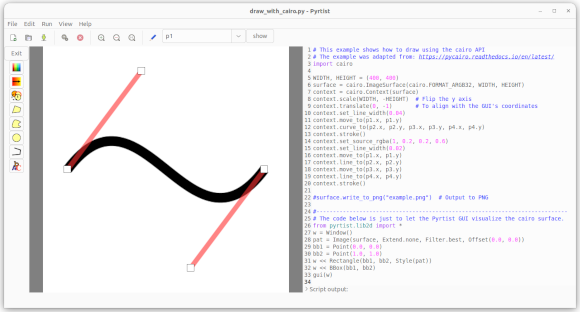 draw_with_cairo.py - Pyrtist
File Edit Run View Help
p1 show
Exit
1 # This example shows how to draw using the cairo API
2 # The example was adapted from: https://pycairo.readthedocs.io/en/latest/
3 import cairo
4
5 WIDTH, HEIGHT = (400, 400)
6 surface = cairo.ImageSurface(cairo.FORMAT_ARGB32, WIDTH, HEIGHT)
7 context = cairo.Context(surface)
8 context.scale(WIDTH, -HEIGHT) # Flip the y axis
9 context.translate(0, -1) # To align with the GUI's coordinates
10 context.set_line_width(0.04)
11 context.move_to(p1.x, p1.y)
12 context.curve_to(p2.x, p2.y, p3.x, p3.y, p4.x, p4.y)
13 context.stroke()
14 context.set_source_rgba(1, 0.2, 0.2, 0.6)
15 context.set_line_width(0.02)
16 context.move_to(p1.x, p1.y)
17 context.line_to(p2.x, p2.y)
18 context.move_to(p3.x, p3.y)
19 context.line_to(p4.x, p4.y)
20 context.stroke()
21
22 #surface.write_to_png("example.png") # Output to PNG
23
24 #----------------------------------------------------------------------
25 # The code below is just to let the Pyrtist GUI visualize the cairo surface.
26 from pyrtist.lib2d import *
27 w = Window()
28 pat = Image(surface, Extend.none, Filter.best, Offset(0.0, 0.0))
29 bb1 = Point(0.0, 0.0)
30 bb2 = Point(1.0, 1.0)
31 w << Rectangle(bb1, bb2, Style(pat))
32 w << BBox(bb1, bb2)
33 gui(w)
34
Script output: